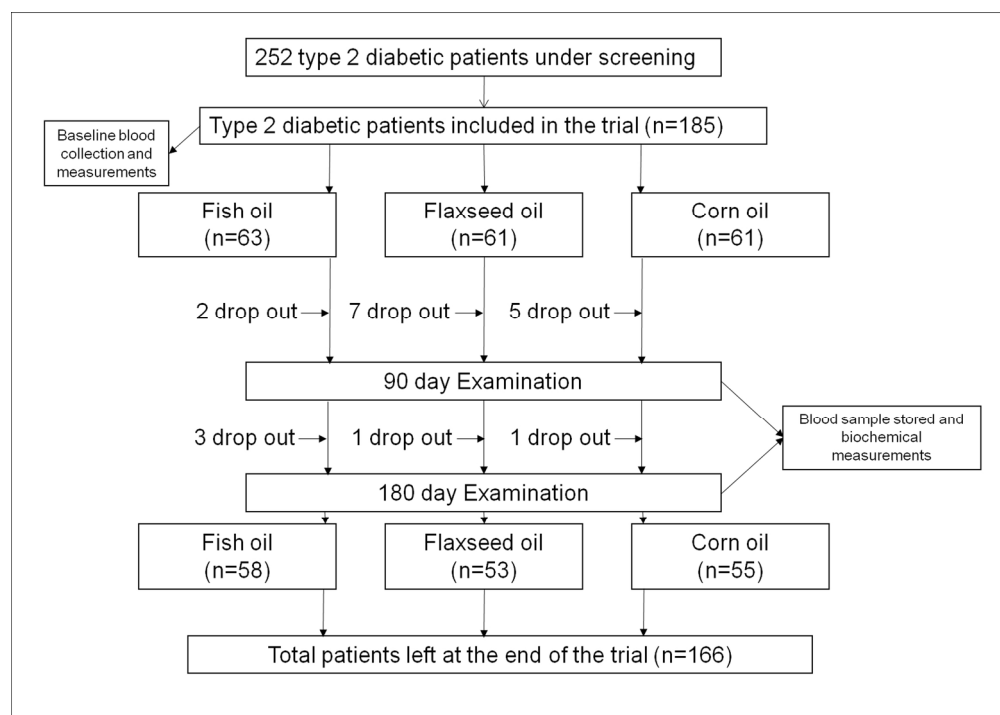 252 type 2 diabetic patients under screening
Type 2 diabetic patients included in the trial (n=185)
Baseline blood
collection and
measurements
Fish oil
(n=63)
Flaxseed oil
(n=61)
Corn oil
(n=61)
2 drop out
7 drop out
5 drop out
90 day Examination
3 drop out
1 drop out
1 drop out
Blood sample stored and
biochemical
measurements
180 day Examination
Fish oil
(n=58)
Flaxseed oil
(n=53)
Corn oil
(n=55)
Total patients left at the end of the trial (n=166)